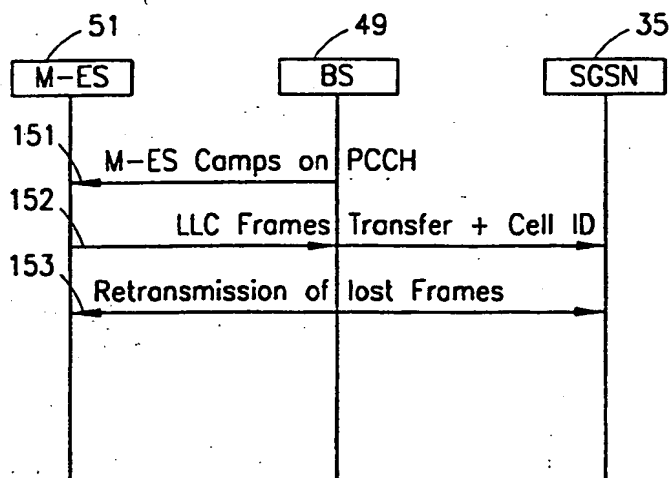 51
49
35
M-ES
BS
SGSN
151
M-ES Camps on PCCH
152
LLC Frames Transfer + Cell ID
153
Retransmission of lost Frames